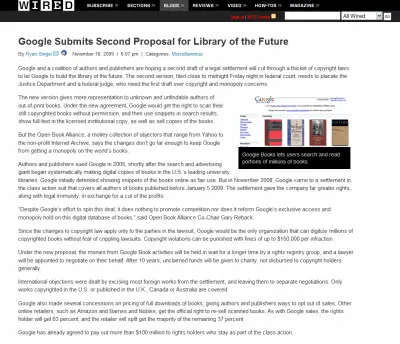 WIRED SUBSCRIBE >> SECTIONS >> BLOGS >> REVIEWS >> VIDEO >> HOW-TOS >> MAGAZINE >>
All Wired
Google Submits Second Proposal for Library of the Future
By Ryan Singel November 16, 2009 | 6:07 pm | Categories: Miscellaneous
Google and a coalition of authors and publishers are hoping a second draft of a legal settlement will cut through a thicket of copyright laws
to let Google to build the library of the future. The second version, filed close to midnight Friday night in federal court, needs to placate the
Justice Department and a federal judge, who nixed the first draft over copyright and monopoly concerns.
The new version gives more representation to unknown and unfindable authors of
out-of-print books. Under the new agreement, Google would get the right to scan their
still copyrighted books without permission, and then use snippets in search results,
show full-text in the licensed institutional copy, as well as sell copies of the books.
But the Open Book Alliance, a motley collection of objectors that range from Yahoo to
the non-profit Internet Archive, says the changes don't go far enough to keep Google
from getting a monopoly on the world's books.
Google
Google Books lets users search and read
portions of millions of books.
Authors and publishers sued Google in 2005, shortly after the search and advertising
giant began systematically making digital copies of books in the U.S.'s leading university
libraries. Google initially defended showing snippets of the books online as fair use. But in November 2008, Google came to a settlement in
the class action suit that covers all authors of books published before January 5 2009. The settlement gave the company far greater rights,
along with legal immunity, in exchange for a cut of the profits.
"Despite Google's effort to spin this deal, it does nothing to promote competition nor does it reform Google's exclusive access and
monopoly hold on this digital database of books," said Open Book Alliance Co-Chair Gary Reback.
Since the changes to copyright law apply only to the parties in the lawsuit, Google would be the only organization that can digitize millions of
copyrighted books without fear of crippling lawsuits. Copyright violations can be punished with fines of up to $150,000 per infraction.
Under the new proposal, the monies from Google Book activities will be held in wait for a longer time by a rights registry group, and a lawyer
will be appointed to negotiate on their behalf. After 10 years, unclaimed funds will be given to charity, not disbursed to copyright holders
generally.
International objections were dealt by excising most foreign works from the settlement, and leaving them to separate negotiations. Only
works copyrighted in the U.S. or published in the U.K., Canada or Australia are covered
Google also made several concessions on pricing of full downloads of books, giving authors and publishers ways to opt out of sales. Other
online retailers, such as Amazon and Barnes and Nobles, get the official right to re-sell scanned books. As with Google sales, the rights
holder will get 63 percent, and the retailer will split get the majority of the remaining 37 percent
Google has already agreed to pay out more than $100 million to rights holders who stay as part of the class action.